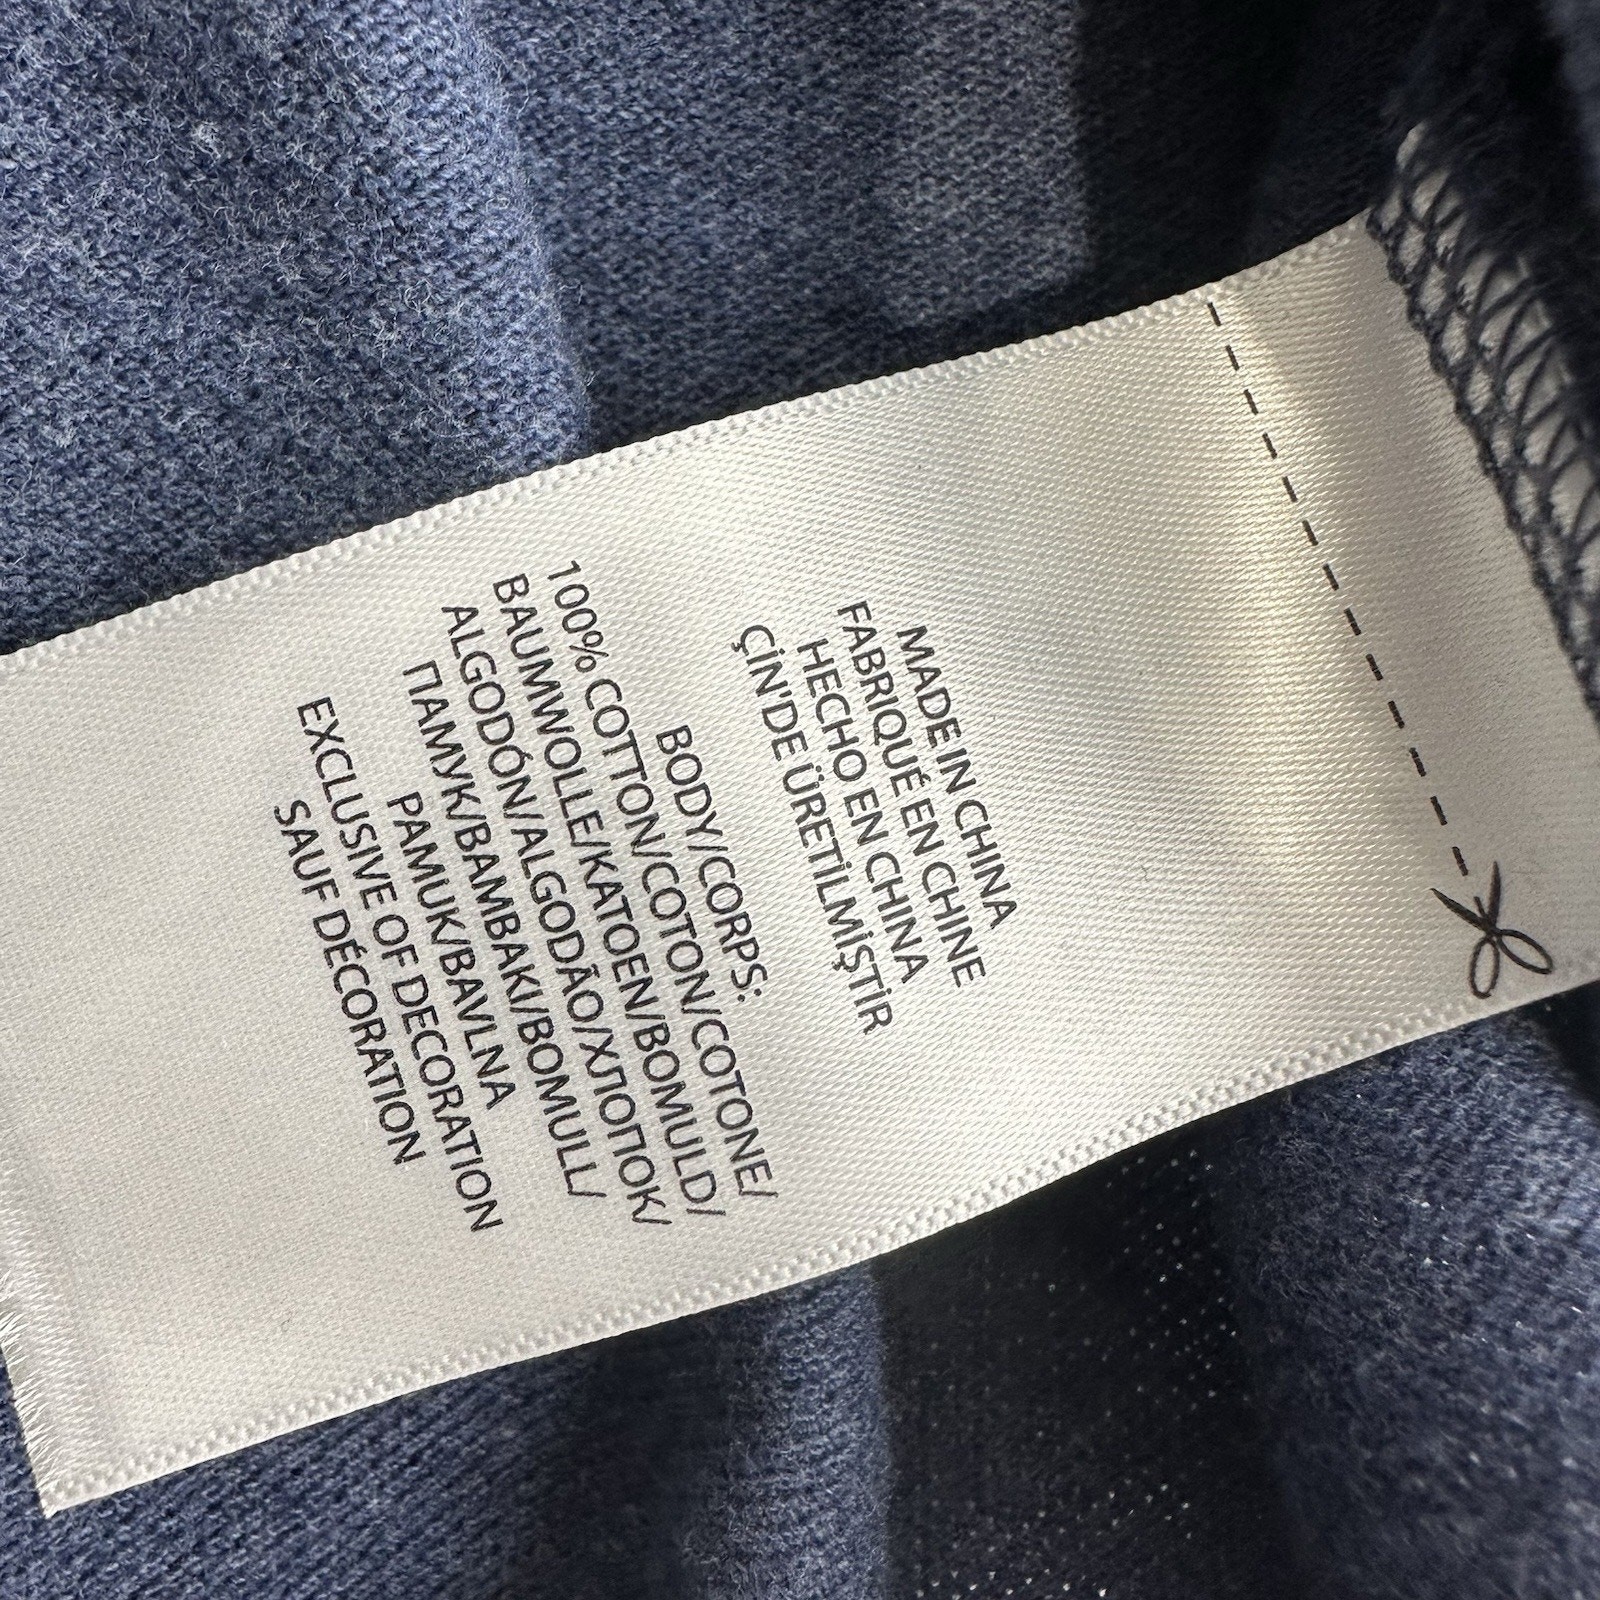 MADE IN CHINA
FABRIQUÉ EN CHINE
HECHO EN CHINA
ÇİN'DE ÜRETİLMİŞTİR
BODY/CORPS:
100% COTTON/COTON/COTONE/
BAUMWOLLE/KATOEN/BOMULD/
ALGODÓN/ALGODÃO/ХЛОПОК/
ПАМУК/BAMBAKI/BOMULL/
PAMUK/BAVLNA
EXCLUSIVE OF DECORATION
SAUF DÉCORATION